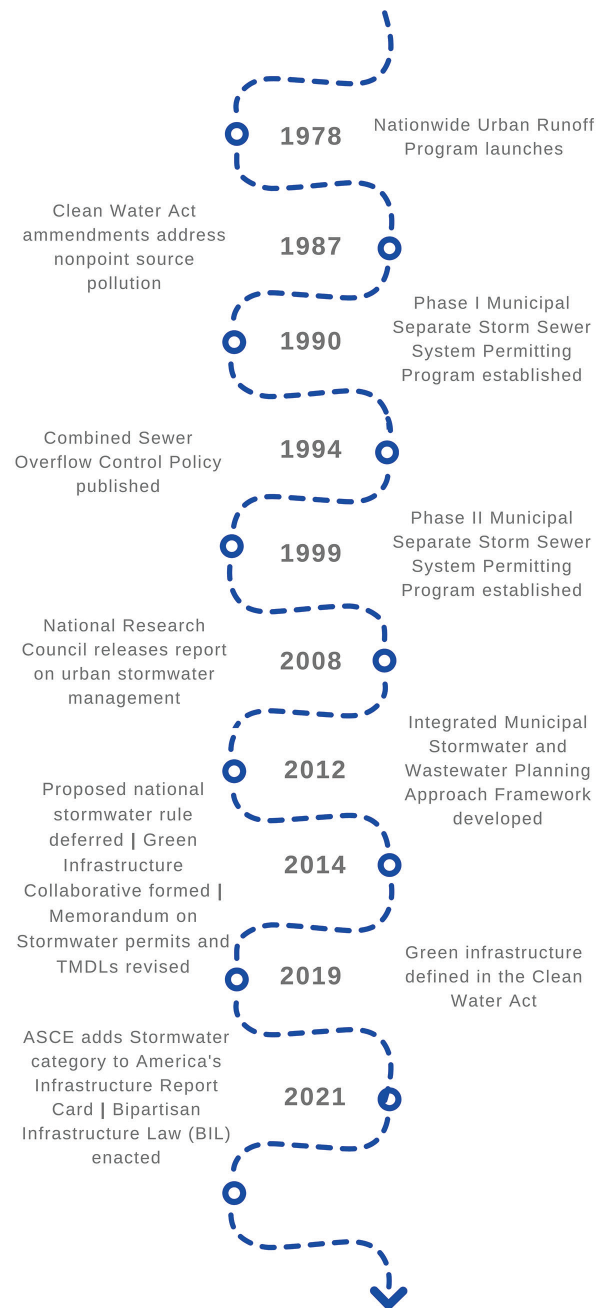 1978
Nationwide Urban Runoff
Program launches
Clean Water Act
ammendments address
nonpoint source
pollution
1987
1990
Phase I Municipal
Separate Storm Sewer
System Permitting
Program established
Combined Sewer
Overflow Control Policy
published
1994
1999
Phase II Municipal
Separate Storm Sewer
System Permitting
Program established
National Research
Council releases report
on urban stormwater
management
2008
2012
Integrated Municipal
Stormwater and
Wastewater Planning
Approach Framework
developed
Proposed national
stormwater rule
deferred | Green
Infrastructure
Collaborative formed |
Memorandum on
Stormwater permits and
TMDLs revised
2014
2019
Green infrastructure
defined in the Clean
Water Act
ASCE adds Stormwater
category to America's
Infrastructure Report
Card | Bipartisan
Infrastructure Law (BIL)
enacted
2021